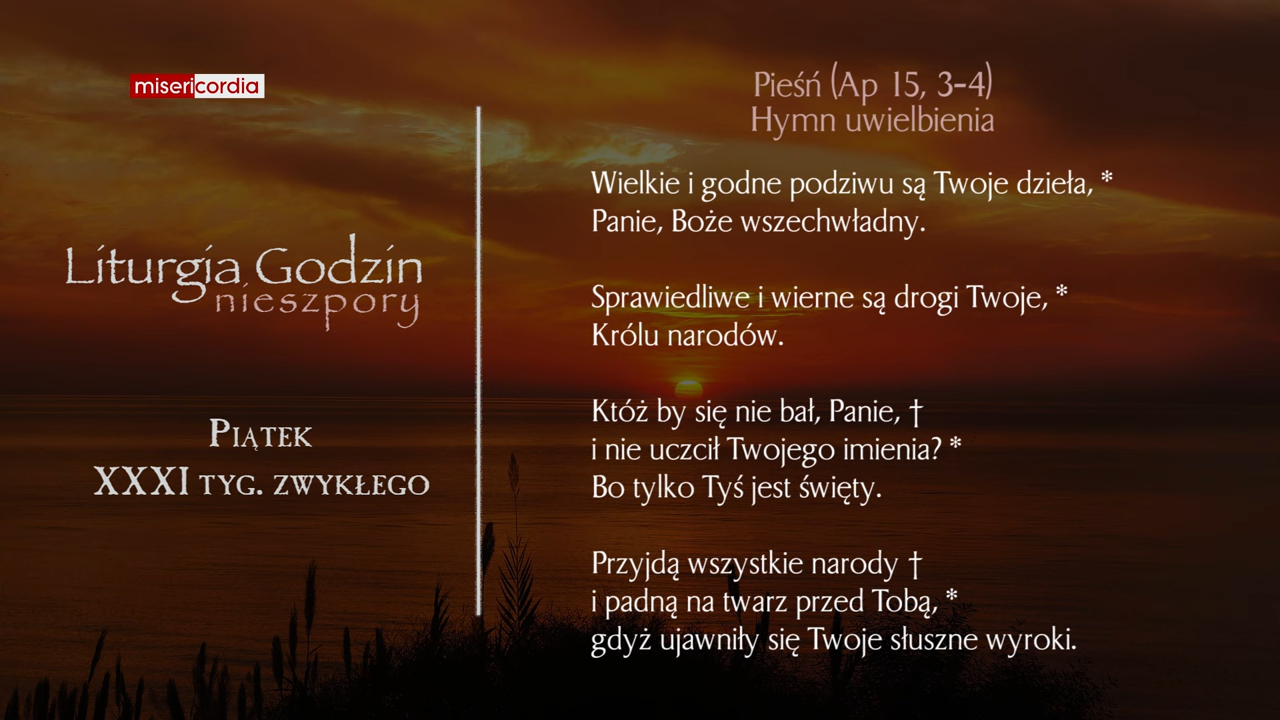 misericordia
Liturgia Godzin
nieszpory
Piątek
XXXI tyg. zwykłego
Pieśń (Ap 15, 3-4)
Hymn uwielbienia
Wielkie i godne podziwu są Twoje dzieła, *
Panie, Boże wszechwładny.
Sprawiedliwe i wierne są drogi Twoje, *
Królu narodów.
Któż by się nie bał, Panie, †
i nie uczcił Twojego imienia? *
Bo tylko Tyś jest święty.
Przyjdą wszystkie narody †
i padną na twarz przed Tobą, *
gdyż ujawniły się Twoje słuszne wyroki.